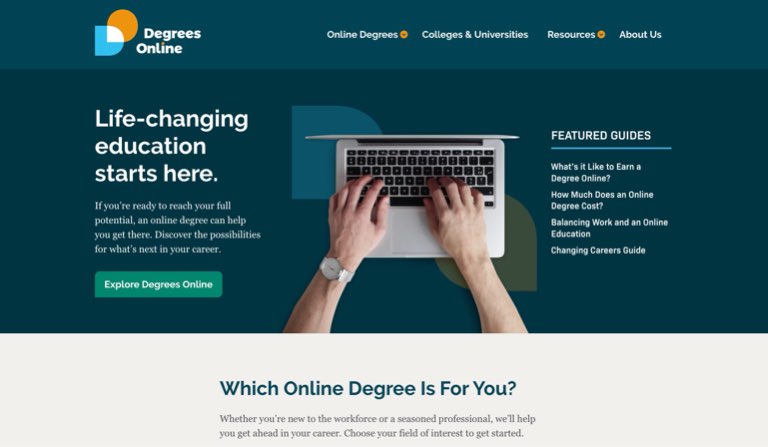 Degrees
Online
Online Degrees
Colleges & Universities
Resources
About Us
Life-changing
education
starts here.
If you're ready to reach your full
potential, an online degree can help
you get there. Discover the possibilities
for what's next in your career.
Explore Degrees Online
FEATURED GUIDES
What's it Like to Earn a
Degree Online?
How Much Does an Online
Degree Cost?
Balancing Work and an Online
Education
Changing Careers Guide
Which Online Degree Is For You?
Whether you're new to the workforce or a seasoned professional, we'll help
you get ahead in your career. Choose your field of interest to get started.